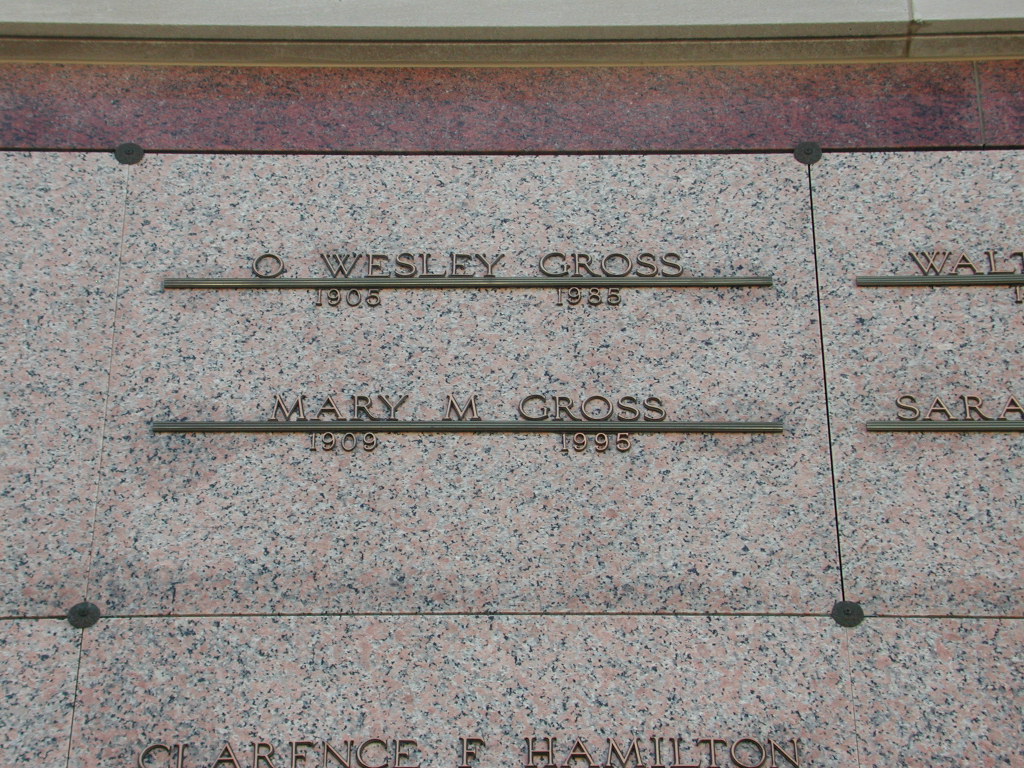 O. WESLEY GROSS
1905 1985
MARY M GROSS
1909 1995
CLARENCE F HAMILTON